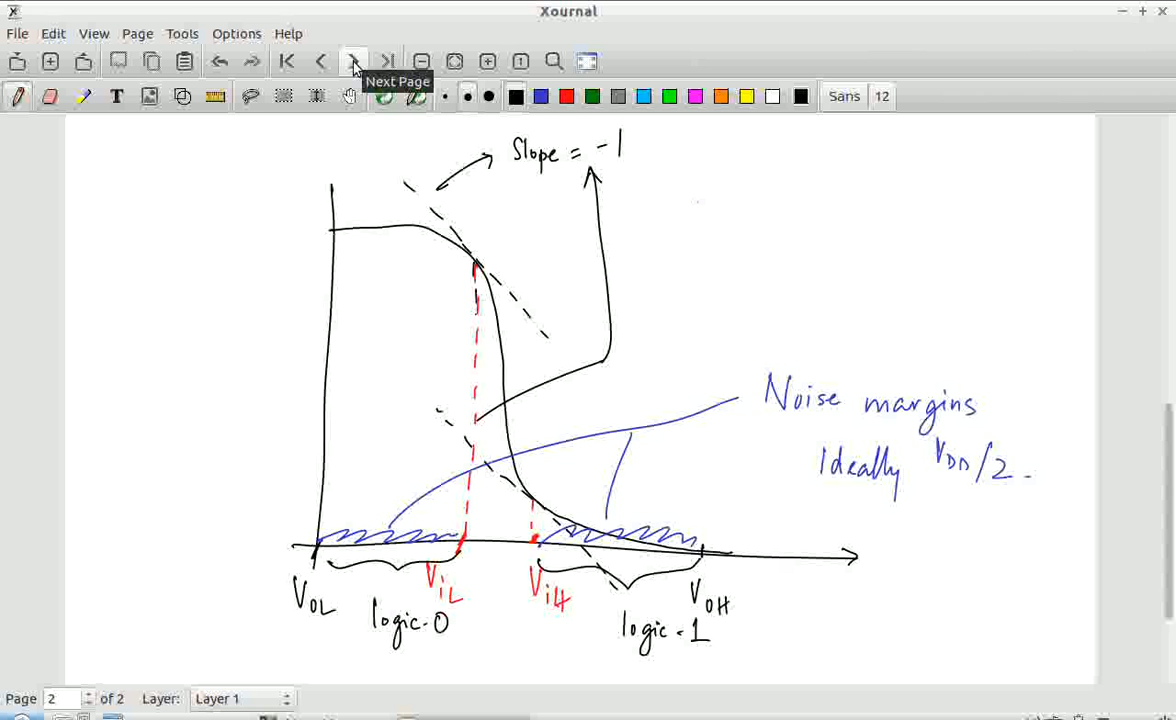 Xournal
File Edit View Page Tools Options Help
Next Page
Sans 12
Slope = -1
Noise margins
Ideally VDD/2.
VOL
ViL
ViH
VOH
logic-0
logic-1
Page 2 of 2 Layer: Layer 1